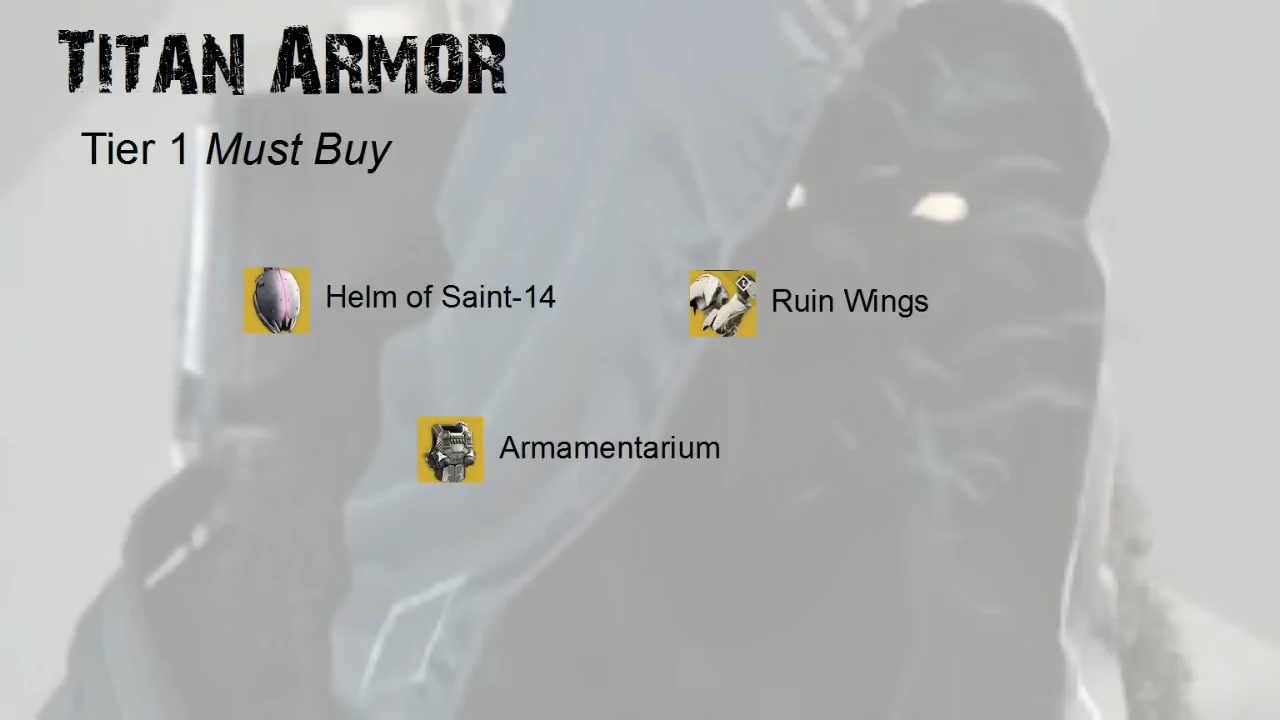 Titan Armor
Tier 1 Must Buy
Helm of Saint-14
Ruin Wings
Armamentarium